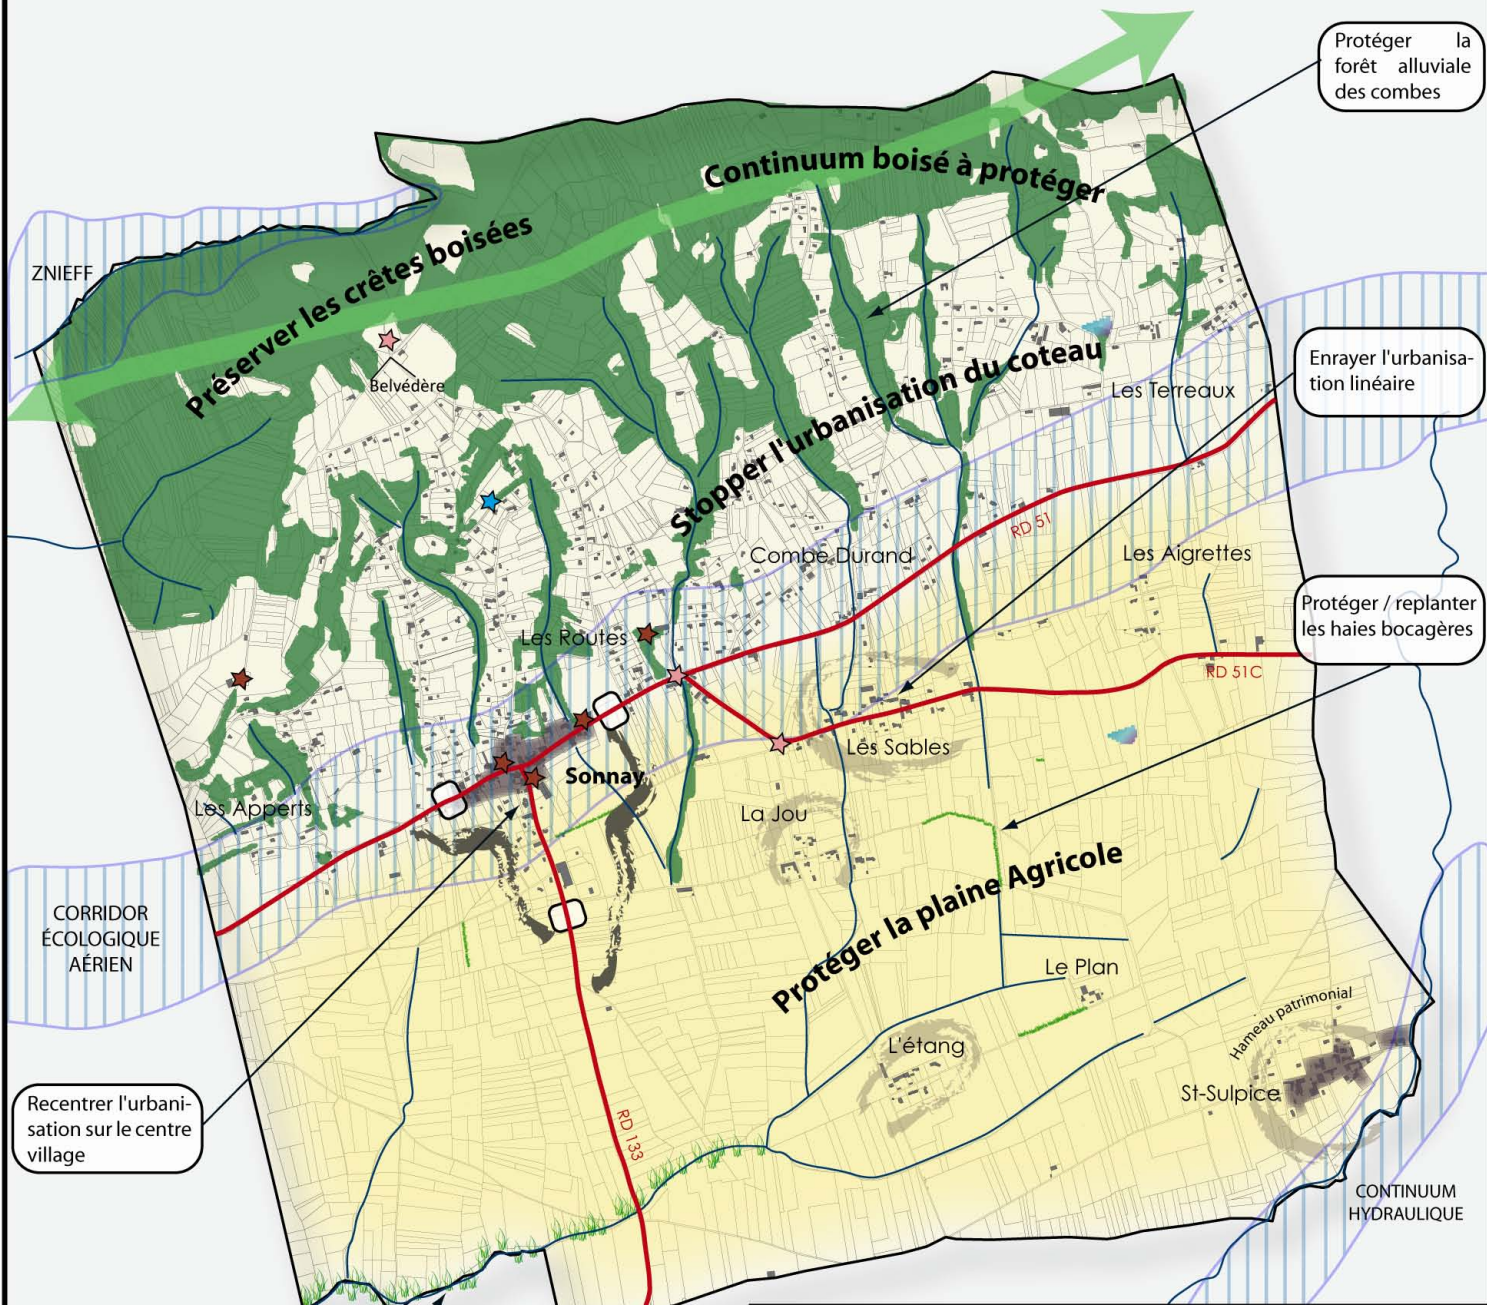 Protéger la
forêt alluviale
des combes
Continuum boisé à protéger
Préserver les crêtes boisées
ZNIEFF
Belvédère
Stopper l'urbanisation du coteau
Enrayer l'urbanisa-
tion linéaire
Les Terreaux
RD 51
Combe Durand
Les Aigrettes
Protéger / replanter
les haies bocagères
Les Routes
RD 51C
Les Sables
Sonnay
Les Apperts
La Jou
Protéger la plaine Agricole
CORRIDOR
ÉCOLOGIQUE
AÉRIEN
Le Plan
Hameau patrimonial
L'étang
St-Sulpice
Recentrer l'urbani-
sation sur le centre
village
RD 133
CONTINUUM
HYDRAULIQUE